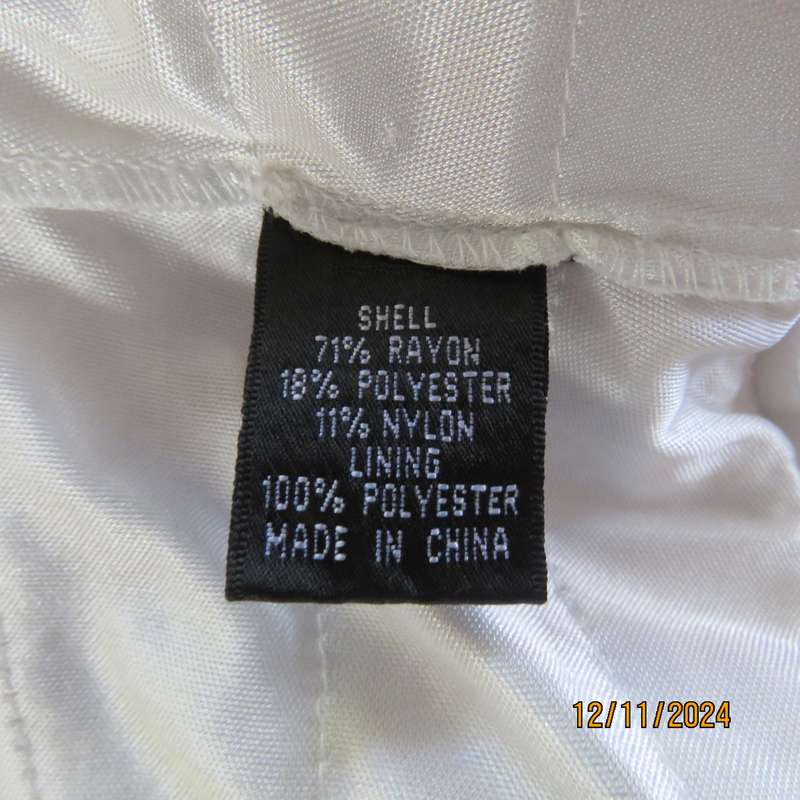 SHELL
71% RAYON
18% POLYESTER
11% NYLON
LINING
100% POLYESTER
MADE IN CHINA
12/11/2024